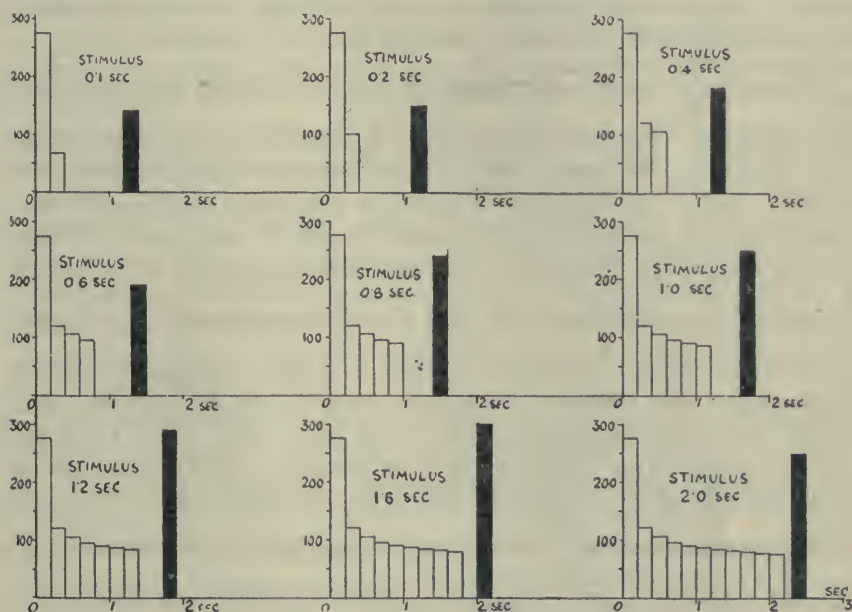 300
200
100
STIMULUS
0·1 SEC
0 1 2 SEC
STIMULUS
0·2 SEC
300
200
100
0 1 2 SEC
STIMULUS
0·4 SEC
300
200
100
0 1 2 SEC
300
200
100
STIMULUS
0·6 SEC
0 1 2 SEC
300
200
100
STIMULUS
0·8 SEC
0 1 2 SEC
300
200
100
STIMULUS
1·0 SEC
0 1 2 SEC
300
200
100
STIMULUS
1·2 SEC
0 1 2 SEC
300
200
100
STIMULUS
1·6 SEC
0 1 2 SEC
300
200
100
STIMULUS
2·0 SEC
SEC
0 1 2 3